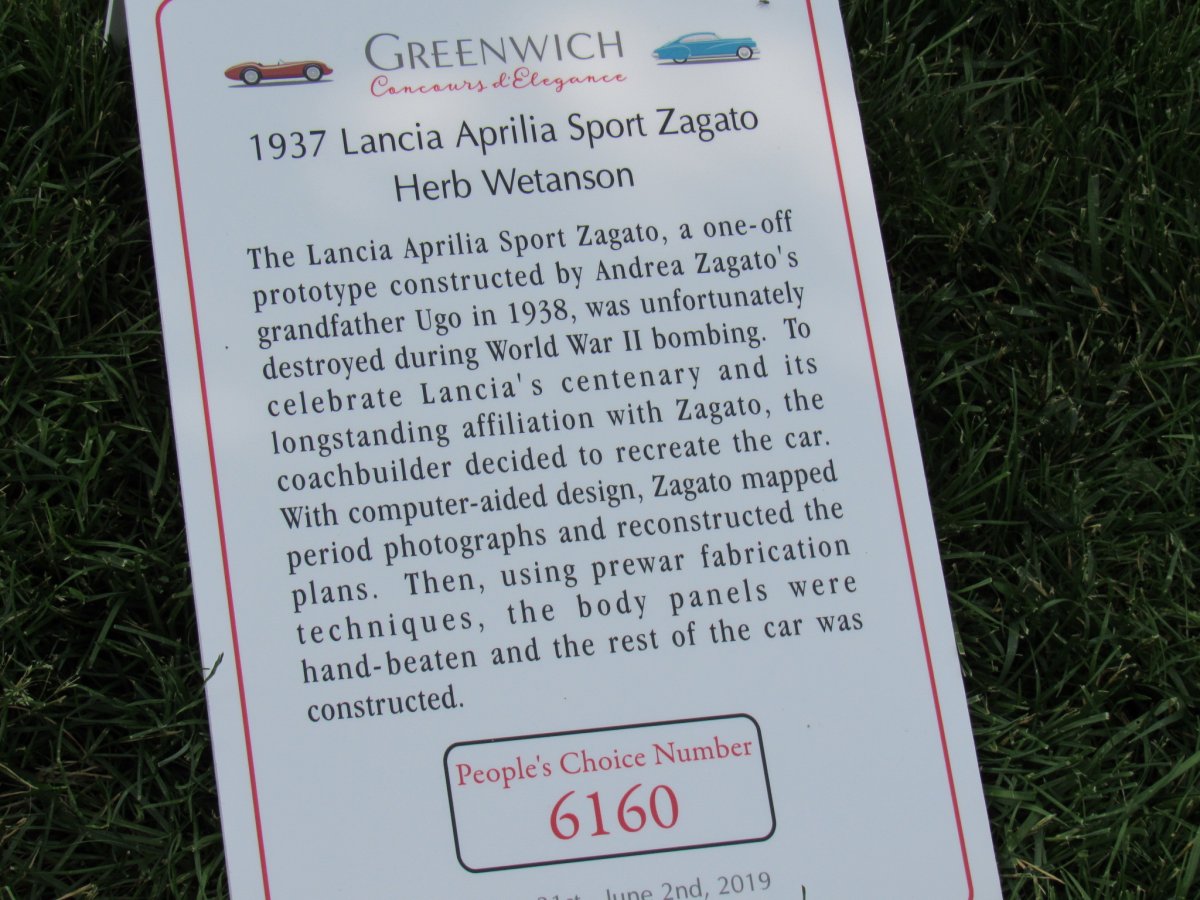 GREENWICH
Concours d'Elegance
1937 Lancia Aprilia Sport Zagato
Herb Wetanson
The Lancia Aprilia Sport Zagato, a one-off
prototype constructed by Andrea Zagato's
grandfather Ugo in 1938, was unfortunately
destroyed during World War II bombing. To
celebrate Lancia's centenary and its
longstanding affiliation with Zagato, the
coachbuilder decided to recreate the car.
With computer-aided design, Zagato mapped
period photographs and reconstructed the
plans. Then, using prewar fabrication
techniques, the body panels were
hand-beaten and the rest of the car was
constructed.
People's Choice Number
6160
June 2nd, 2019